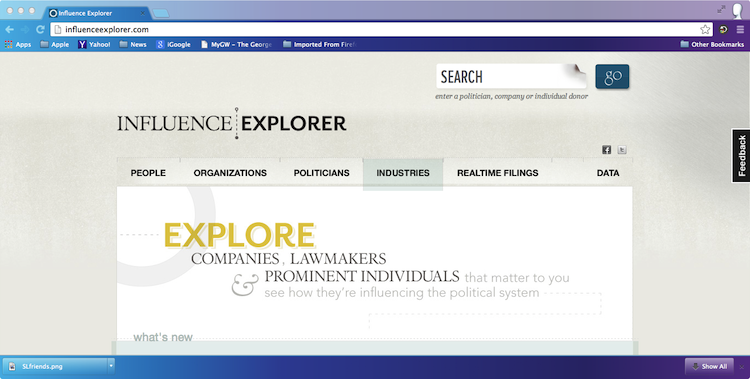 Influence Explorer
influenceexplorer.com
Apps Apple Yahoo! News iGoogle MyGW – The George Imported From Firef Other Bookmarks
SEARCH go
enter a politician, company or individual donor
INFLUENCE EXPLORER
Feedback
PEOPLE ORGANIZATIONS POLITICIANS INDUSTRIES REALTIME FILINGS DATA
EXPLORE
COMPANIES, LAWMAKERS
& PROMINENT INDIVIDUALS that matter to you
see how they're influencing the political system
what's new
SLfriends.png Show All